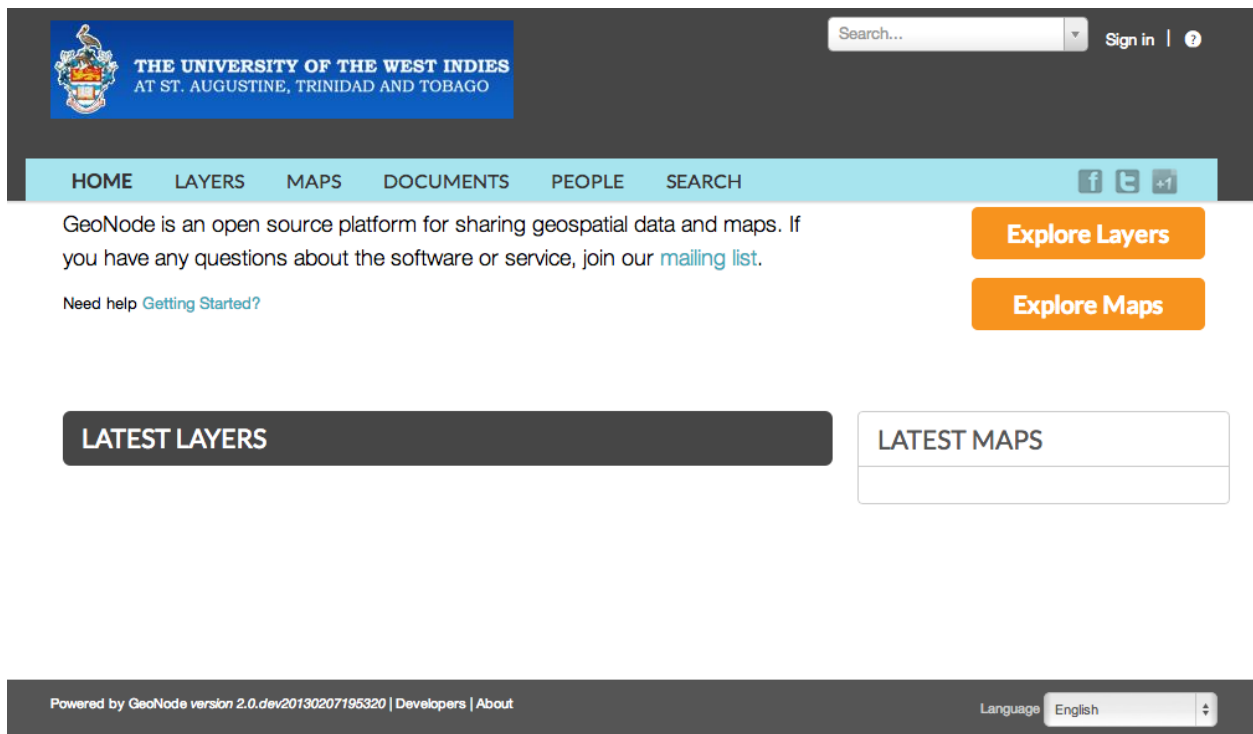 THE UNIVERSITY OF THE WEST INDIES
AT ST. AUGUSTINE, TRINIDAD AND TOBAGO
Search...
Sign in | ?
HOME LAYERS MAPS DOCUMENTS PEOPLE SEARCH
f t +1
GeoNode is an open source platform for sharing geospatial data and maps. If
you have any questions about the software or service, join our mailing list.
Need help Getting Started?
Explore Layers
Explore Maps
LATEST LAYERS
LATEST MAPS
Powered by GeoNode version 2.0.dev20130207195320 | Developers | About
Language English